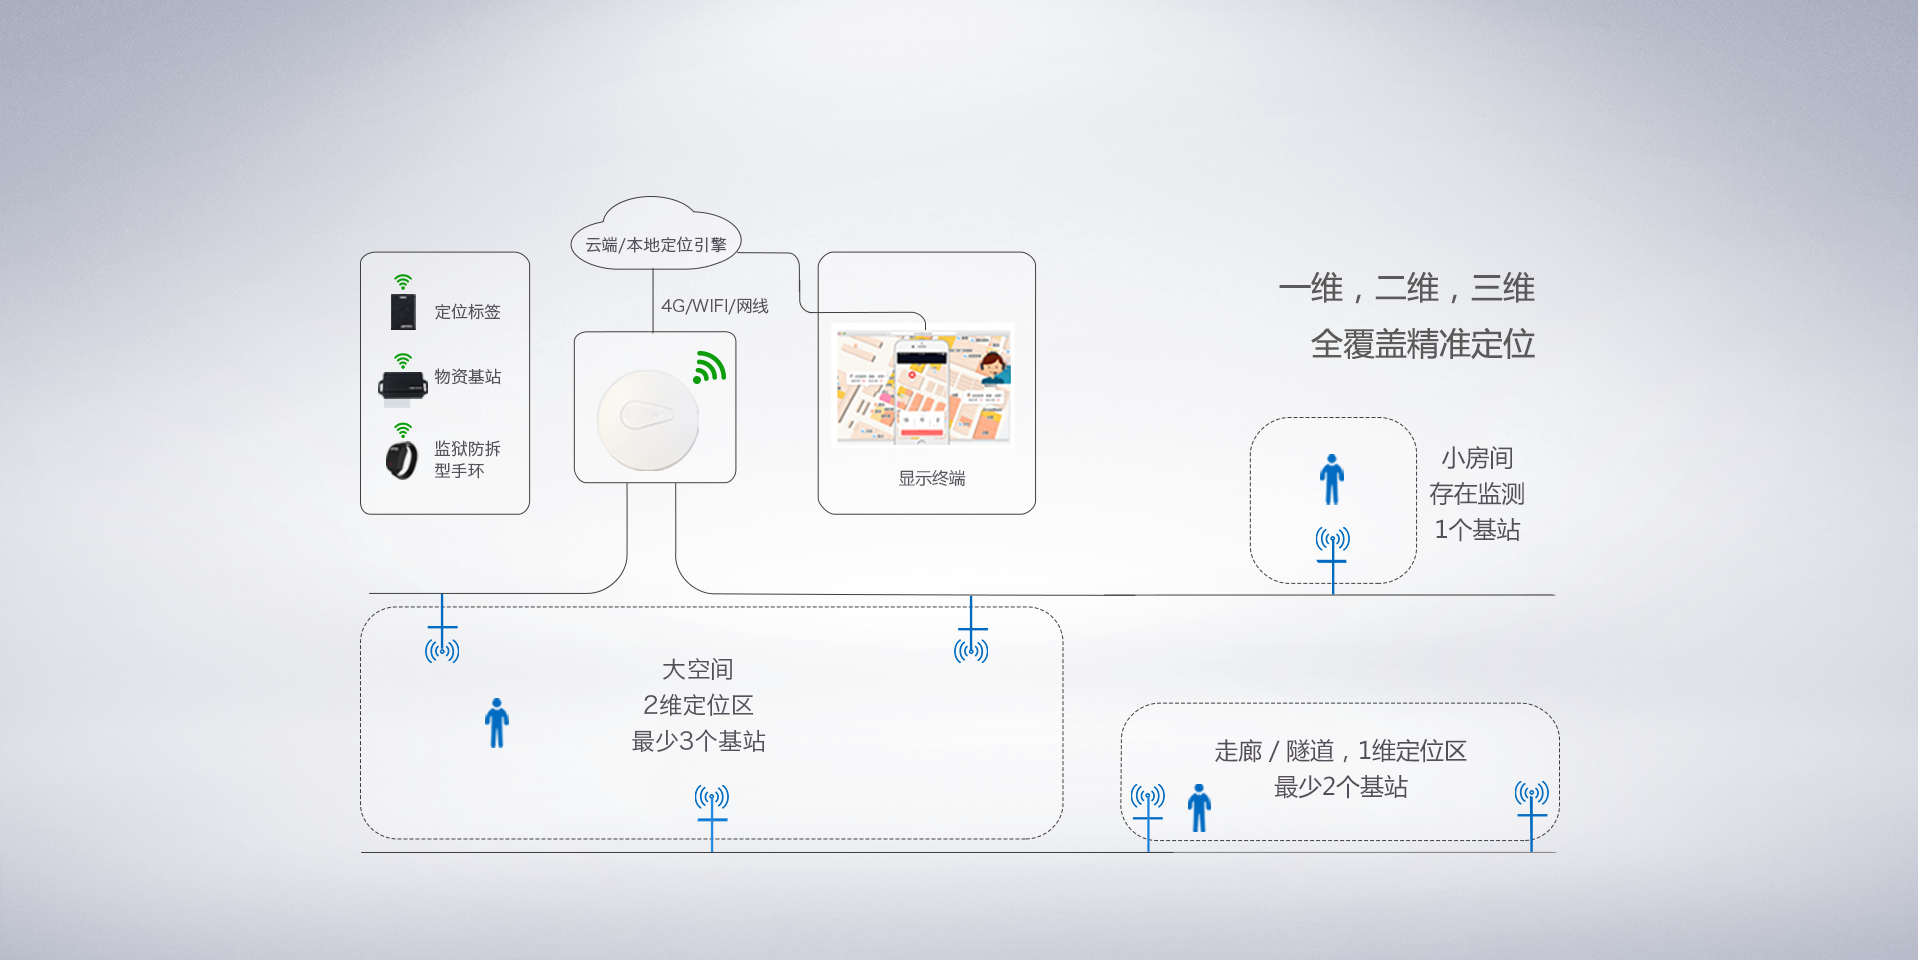 云端/本地定位引擎
4G/WIFI/网线
定位标签
物资基站
监狱防拆
型手环
显示终端
一维，二维，三维
全覆盖精准定位
小房间
存在监测
1个基站
大空间
2维定位区
最少3个基站
走廊 / 隧道，1维定位区
最少2个基站